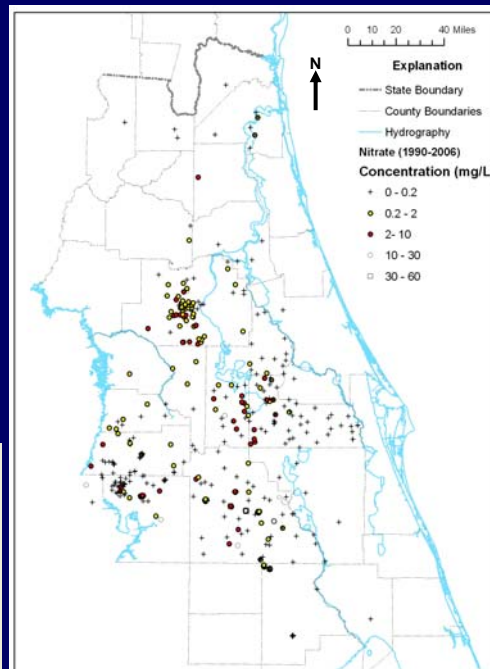 0 10 20 40 Miles
N
Explanation
State Boundary
County Boundaries
Hydrography
Nitrate (1990-2006)
Concentration (mg/L
0 - 0.2
0.2 - 2
2- 10
10 - 30
30 - 60